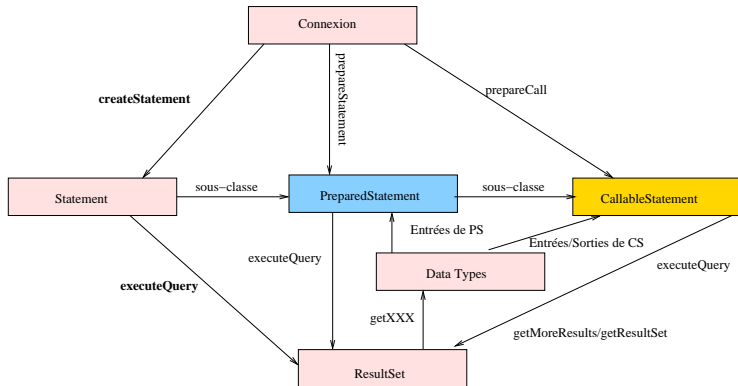 Connexion
createStatement
prepareStatement
prepareCall
sous-classe
sous-classe
Statement
PreparedStatement
CallableStatement
Entrées de PS
Entrées/Sorties de CS
executeQuery
Data Types
executeQuery
executeQuery
getXXX
getMoreResults/getResultSet
ResultSet